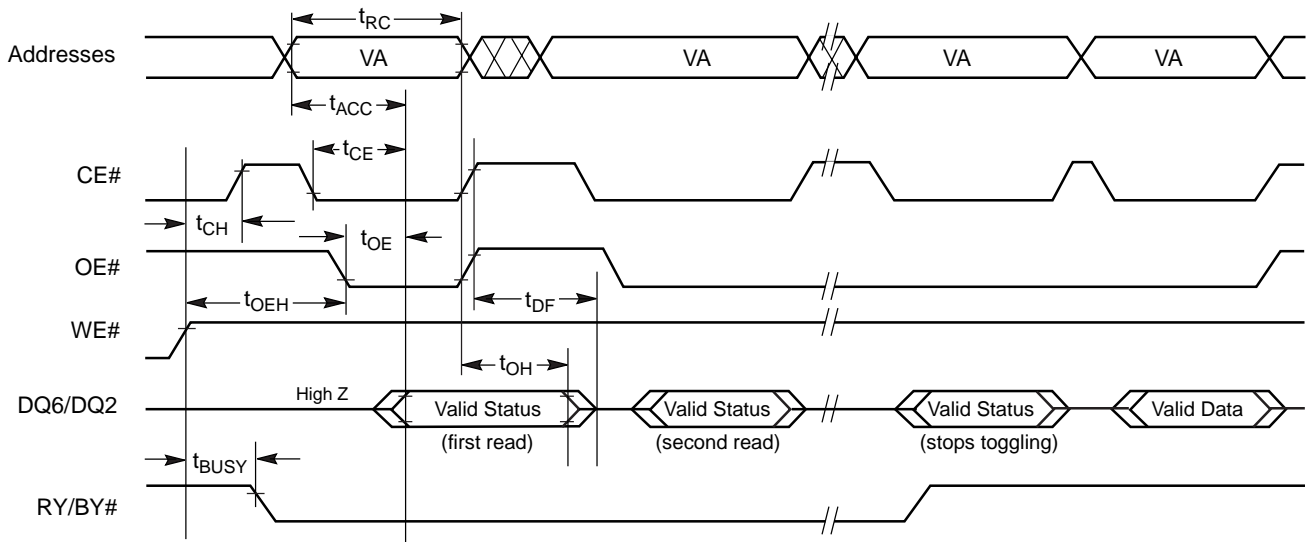 tRC
Addresses VA VA VA VA
tACC
tCE
CE#
tCH tOE
OE#
tOEH tDF
WE#
tOH
High Z
DQ6/DQ2 Valid Status Valid Status Valid Status Valid Data
(first read) (second read) (stops toggling)
tBUSY
RY/BY#